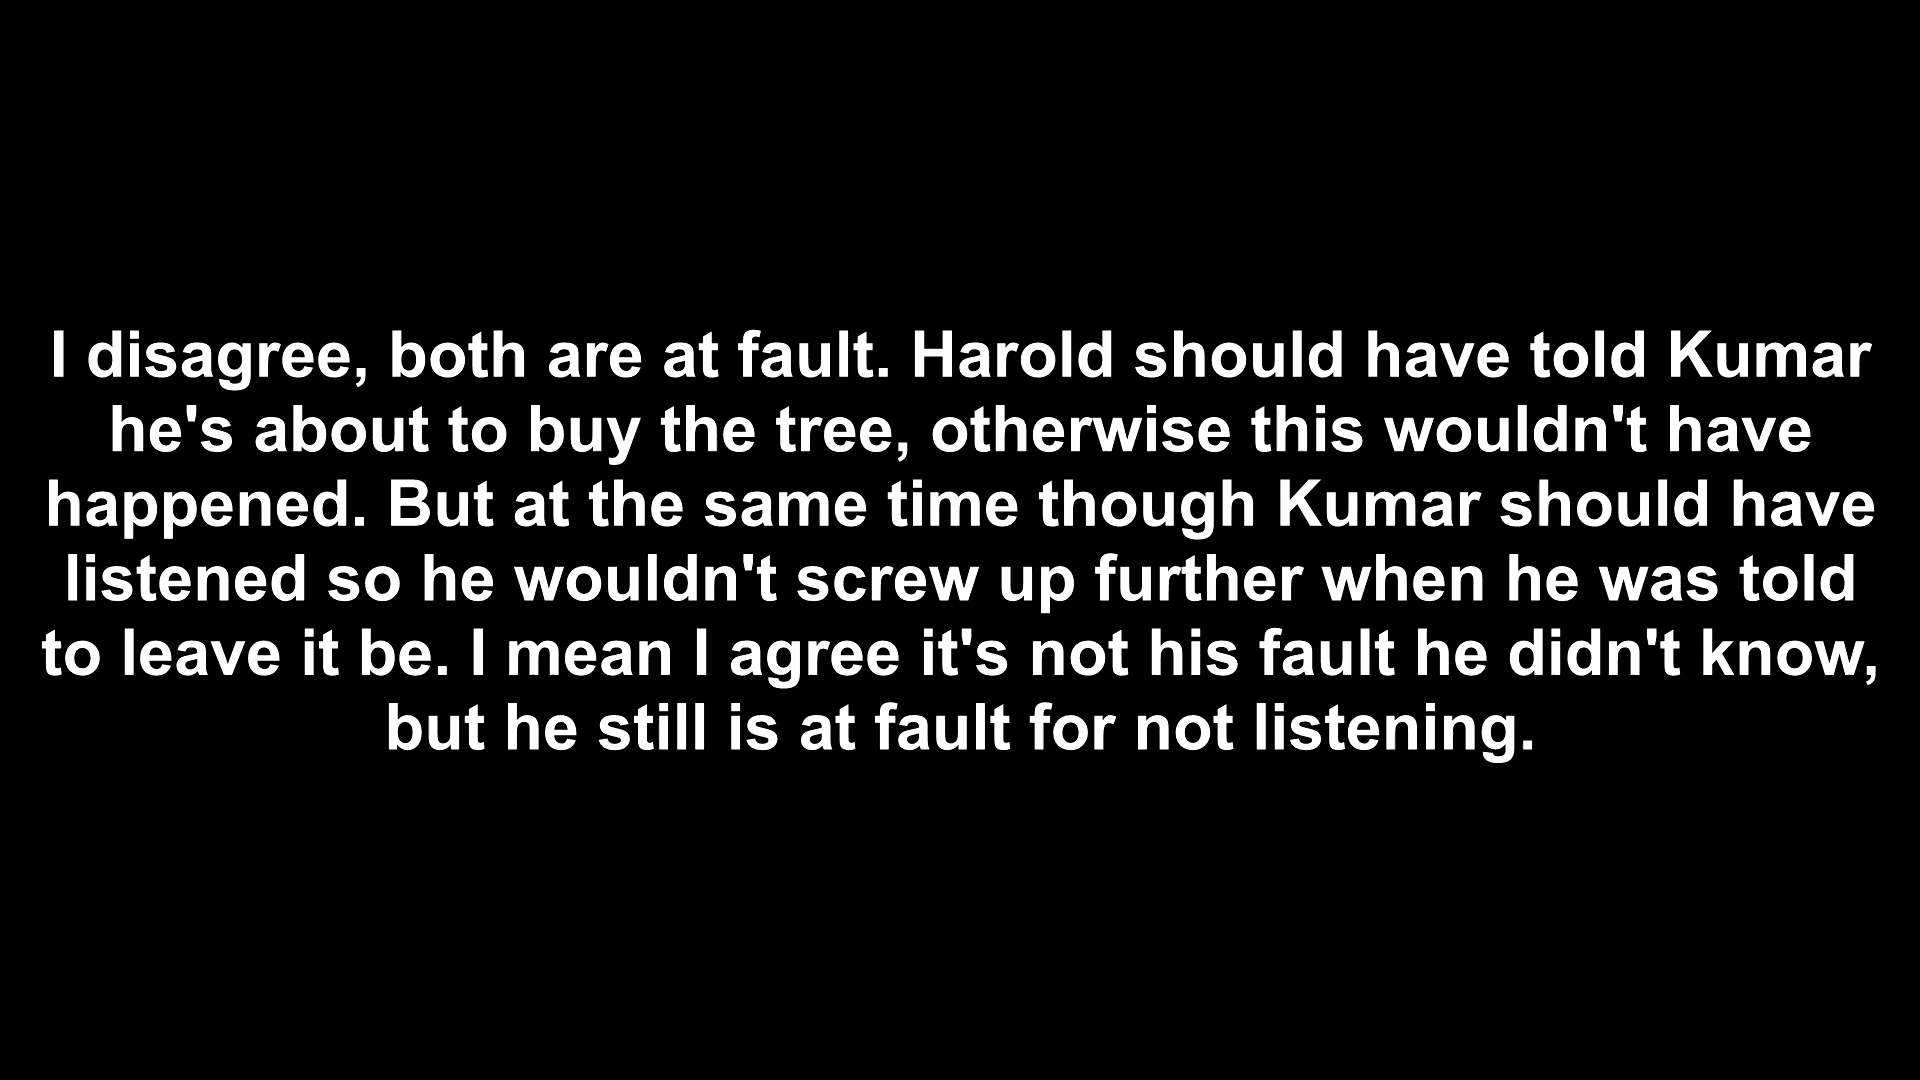 I disagree, both are at fault. Harold should have told Kumar
he's about to buy the tree, otherwise this wouldn't have
happened. But at the same time though Kumar should have
listened so he wouldn't screw up further when he was told
to leave it be. I mean I agree it's not his fault he didn't know,
but he still is at fault for not listening.